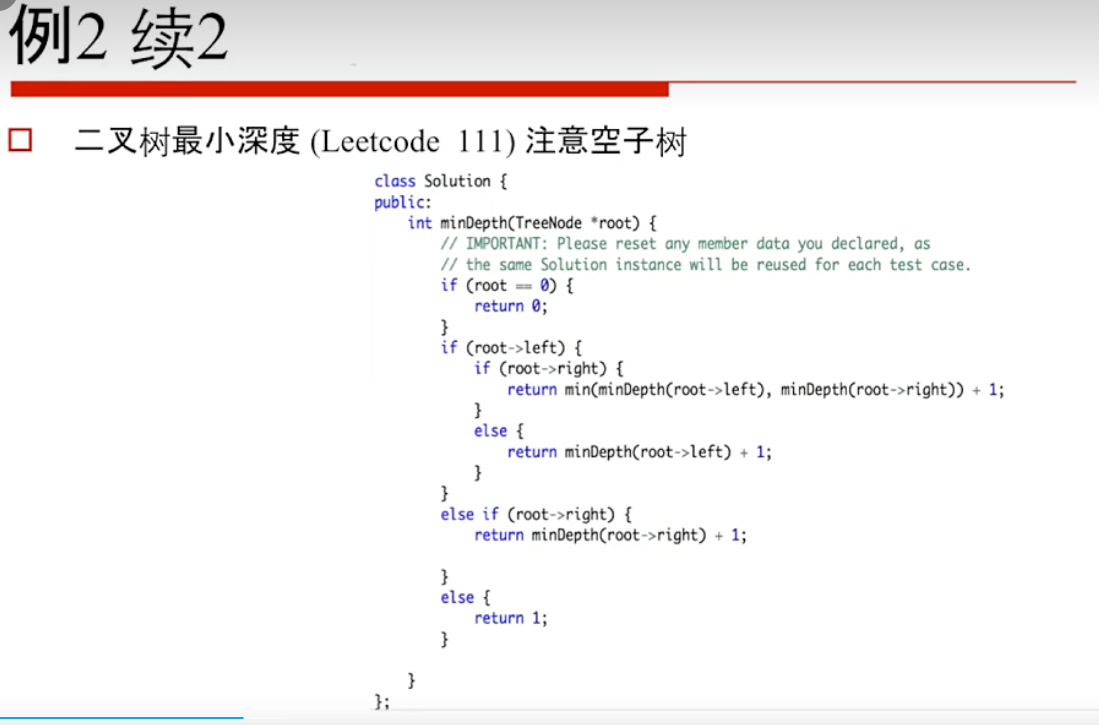 例2 续2
二叉树最小深度 (Leetcode 111) 注意空子树
class Solution {
public:
    int minDepth(TreeNode *root) {
        // IMPORTANT: Please reset any member data you declared, as
        // the same Solution instance will be reused for each test case.
        if (root == 0) {
            return 0;
        }
        if (root->left) {
            if (root->right) {
                return min(minDepth(root->left), minDepth(root->right)) + 1;
            }
            else {
                return minDepth(root->left) + 1;
            }
        }
        else if (root->right) {
            return minDepth(root->right) + 1;
        }
        else {
            return 1;
        }
    }
};